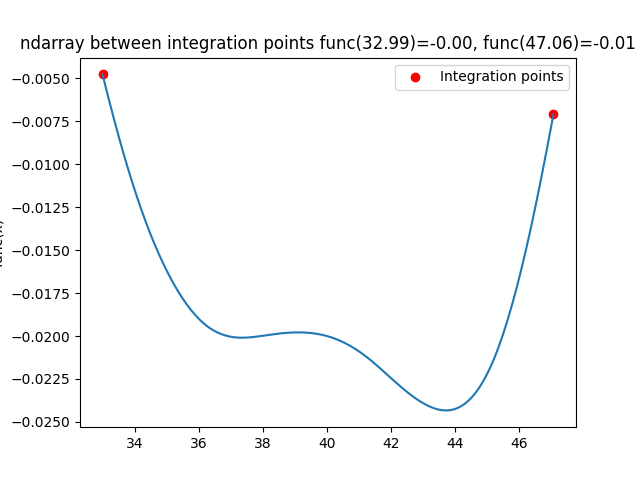 ndarray between integration points func(32.99)=-0.00, func(47.06)=-0.01
Integration points
−0.0050
−0.0075
−0.0100
−0.0125
−0.0150
−0.0175
−0.0200
−0.0225
−0.0250
func(x)
34 36 38 40 42 44 46